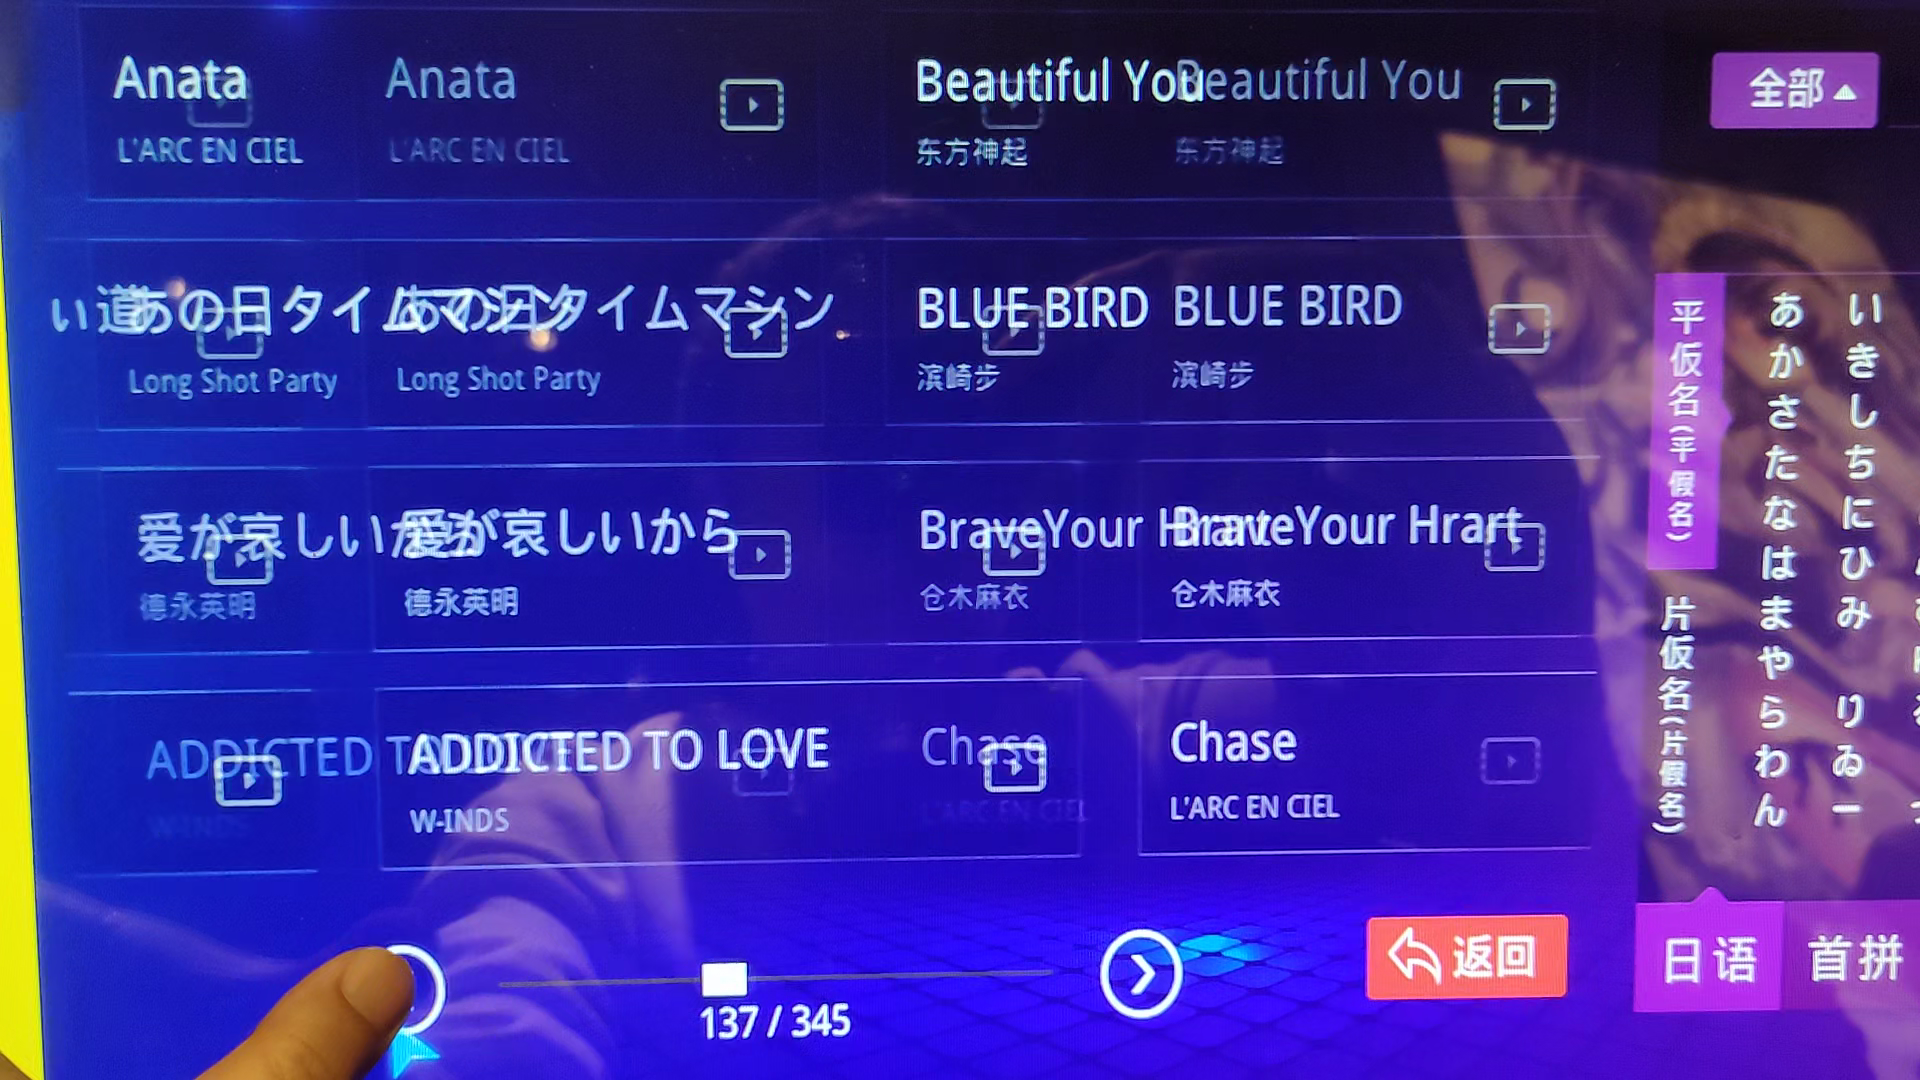 Anata Anata
L'ARC EN CIEL L'ARC EN CIEL
Beautiful You Beautiful You
东方神起 东方神起
い道
あの日タイムマシン あの日タイムマシン
Long Shot Party Long Shot Party
BLUE BIRD BLUE BIRD
滨崎步 滨崎步
爱が哀しいから 爱が哀しいから
德永英明 德永英明
BraveYour Hrart BraveYour Hrart
仓木麻衣 仓木麻衣
ADDICTED TO LOVE ADDICTED TO LOVE
W-INDS W-INDS
Chase Chase
L'ARC EN CIEL L'ARC EN CIEL
137 / 345
返回
全部
平仮名(平假名)
片仮名(片假名)
あかさたなはまやらわん
いきしちにひみ りゐー
日语
首拼